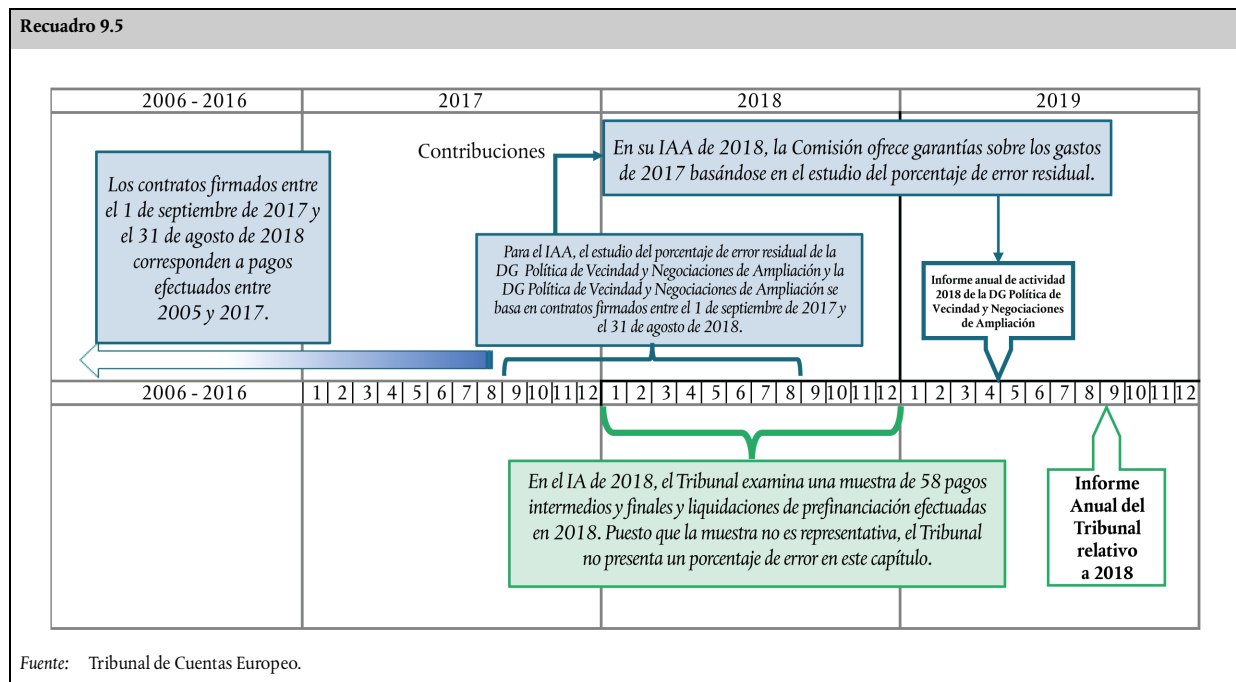 Recuadro 9.5
2006 - 2016 2017 2018 2019
Contribuciones
En su IAA de 2018, la Comisión ofrece garantías sobre los gastos
de 2017 basándose en el estudio del porcentaje de error residual.
Los contratos firmados entre
el 1 de septiembre de 2017 y
el 31 de agosto de 2018
corresponden a pagos
efectuados entre
2005 y 2017.
Para el IAA, el estudio del porcentaje de error residual de la
DG Política de Vecindad y Negociaciones de Ampliación y la
DG Política de Vecindad y Negociaciones de Ampliación se
basa en contratos firmados entre el 1 de septiembre de 2017 y
el 31 de agosto de 2018.
Informe anual de actividad
2018 de la DG Política de
Vecindad y Negociaciones
de Ampliación
2006 - 2016 1 2 3 4 5 6 7 8 9 10 11 12 1 2 3 4 5 6 7 8 9 10 11 12 1 2 3 4 5 6 7 8 9 10 11 12
En el IA de 2018, el Tribunal examina una muestra de 58 pagos
intermedios y finales y liquidaciones de prefinanciación efectuadas
en 2018. Puesto que la muestra no es representativa, el Tribunal
no presenta un porcentaje de error en este capítulo.
Informe
Anual del
Tribunal
relativo
a 2018
Fuente: Tribunal de Cuentas Europeo.